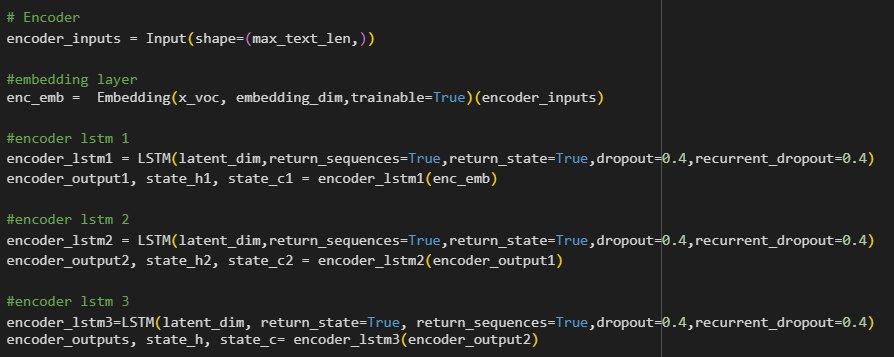 # Encoder
encoder_inputs = Input(shape=(max_text_len,))
#embedding layer
enc_emb =  Embedding(x_voc, embedding_dim,trainable=True)(encoder_inputs)
#encoder lstm 1
encoder_lstm1 = LSTM(latent_dim,return_sequences=True,return_state=True,dropout=0.4,recurrent_dropout=0.4)
encoder_output1, state_h1, state_c1 = encoder_lstm1(enc_emb)
#encoder lstm 2
encoder_lstm2 = LSTM(latent_dim,return_sequences=True,return_state=True,dropout=0.4,recurrent_dropout=0.4)
encoder_output2, state_h2, state_c2 = encoder_lstm2(encoder_output1)
#encoder lstm 3
encoder_lstm3=LSTM(latent_dim, return_state=True, return_sequences=True,dropout=0.4,recurrent_dropout=0.4)
encoder_outputs, state_h, state_c= encoder_lstm3(encoder_output2)